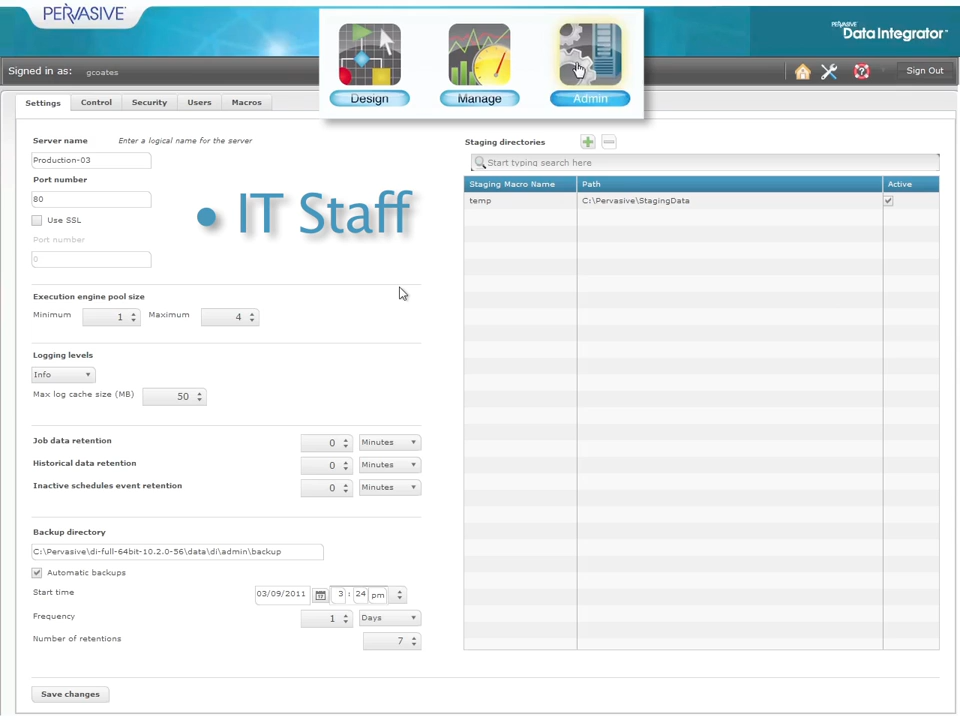 PERVASIVE
PERVASIVE
Data Integrator
Signed in as: gcoates
Design
Manage
Admin
Sign Out
Settings
Control
Security
Users
Macros
Server name
Enter a logical name for the server
Production-03
Port number
80
Use SSL
Port number
0
• IT Staff
Execution engine pool size
Minimum 1 Maximum 4
Logging levels
Info
Max log cache size (MB) 50
Job data retention 0 Minutes
Historical data retention 0 Minutes
Inactive schedules event retention 0 Minutes
Backup directory
C:\Pervasive\di-full-64bit-10.2.0-56\data\di\admin\backup
Automatic backups
Start time 03/09/2011 17 3 : 24 pm
Frequency 1 Days
Number of retentions 7
Save changes
Staging directories
Start typing search here
Staging Macro Name Path Active
temp C:\Pervasive\StagingData